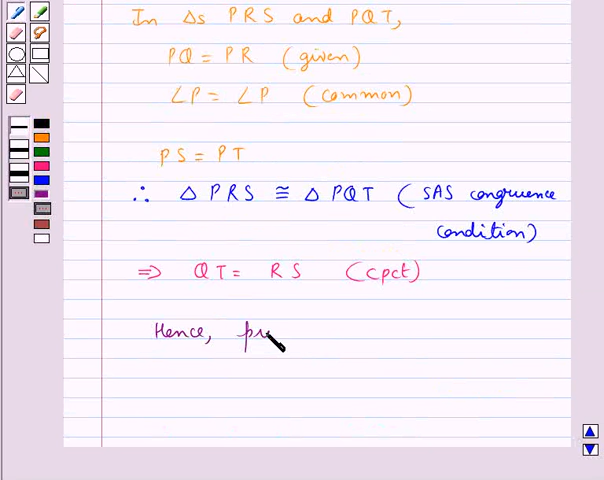 In Δs PRS and PQT,
PQ = PR (given)
∠P = ∠P (common)
PS = PT
∴ Δ PRS ≅ Δ PQT (SAS congruence
condition)
⇒ QT = RS (cpct)
Hence, pr